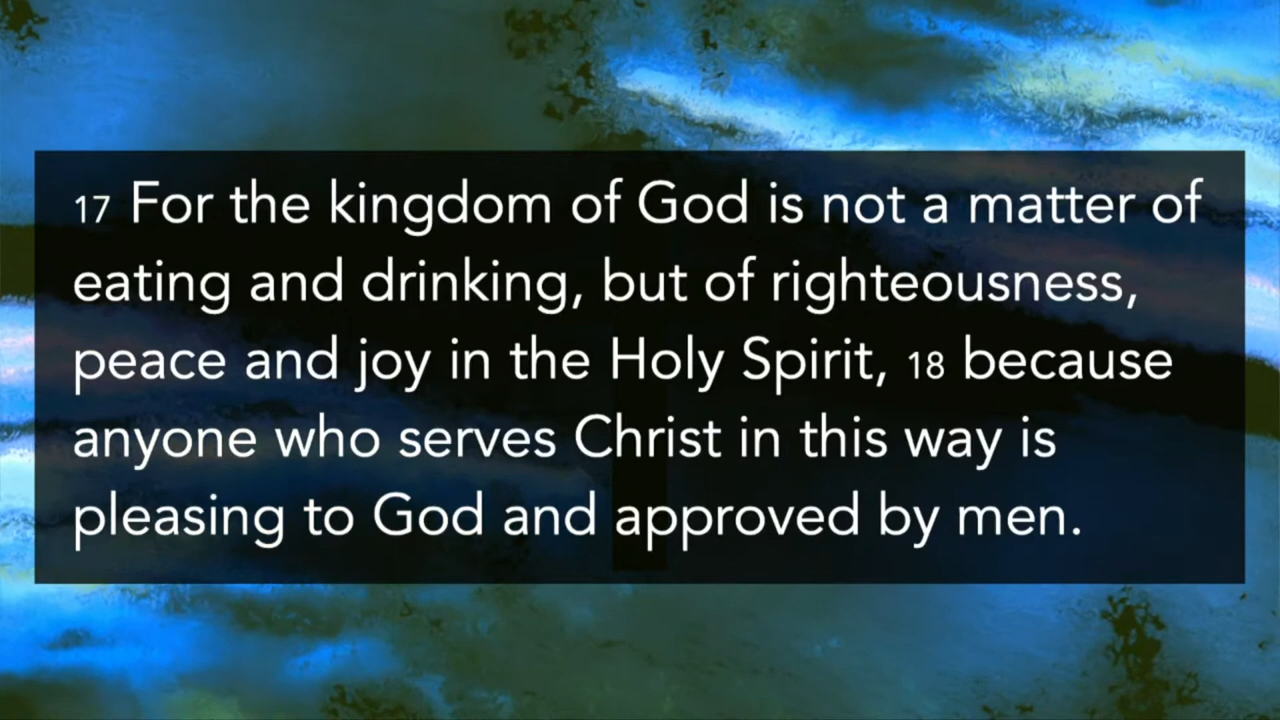 17 For the kingdom of God is not a matter of
eating and drinking, but of righteousness,
peace and joy in the Holy Spirit, 18 because
anyone who serves Christ in this way is
pleasing to God and approved by men.